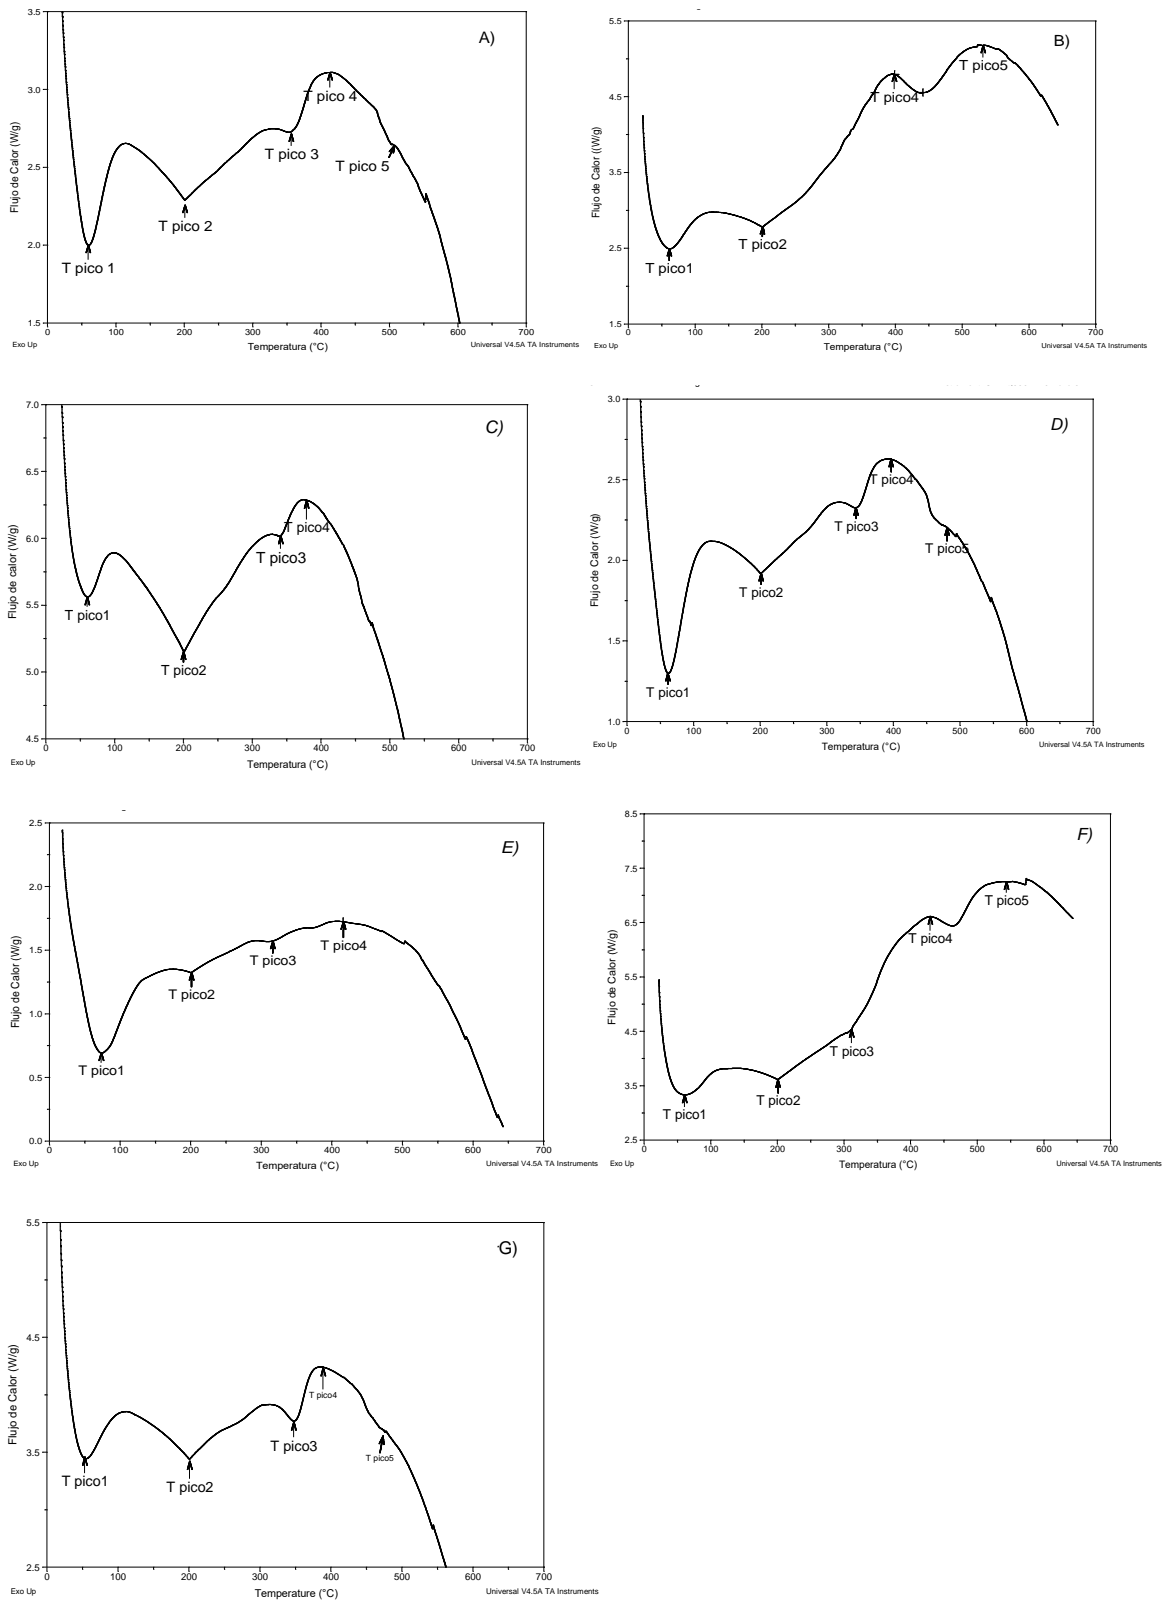 A)
3.5
3.0
2.5
2.0
1.5
Flujo de Calor (W/g)
T pico 1
T pico 2
T pico 3
T pico 4
T pico 5
0 100 200 300 400 500 600 700
Exo Up
Temperatura (°C)
Universal V4.5A TA Instruments
B)
5.5
4.5
3.5
2.5
1.5
Flujo de Calor ((W/g)
T pico1
T pico2
T pico4
T pico5
0 100 200 300 400 500 600 700
Exo Up
Temperatura (°C)
Universal V4.5A TA Instruments
C)
7.0
6.5
6.0
5.5
5.0
4.5
Flujo de calor (W/g)
T pico1
T pico2
T pico3
T pico4
0 100 200 300 400 500 600 700
Exo Up
Temperatura (°C)
Universal V4.5A TA Instruments
D)
3.0
2.5
2.0
1.5
1.0
Flujo de Calor (W/g)
T pico1
T pico2
T pico3
T pico4
T pico5
0 100 200 300 400 500 600 700
Exo Up
Temperatura (°C)
Universal V4.5A TA Instruments
E)
2.5
2.0
1.5
1.0
0.5
0.0
Flujo de Calor (W/g)
T pico1
T pico2
T pico3
T pico4
0 100 200 300 400 500 600 700
Exo Up
Temperatura (°C)
Universal V4.5A TA Instruments
F)
8.5
7.5
6.5
5.5
4.5
3.5
2.5
Flujo de Calor (W/g)
T pico1
T pico2
T pico3
T pico4
T pico5
0 100 200 300 400 500 600 700
Exo Up
Temperatura (°C)
Universal V4.5A TA Instruments
G)
5.5
4.5
3.5
2.5
Flujo de Calor (W/g)
T pico1
T pico2
T pico3
T pico4
T pico5
0 100 200 300 400 500 600 700
Exo Up
Temperature (°C)
Universal V4.5A TA Instruments